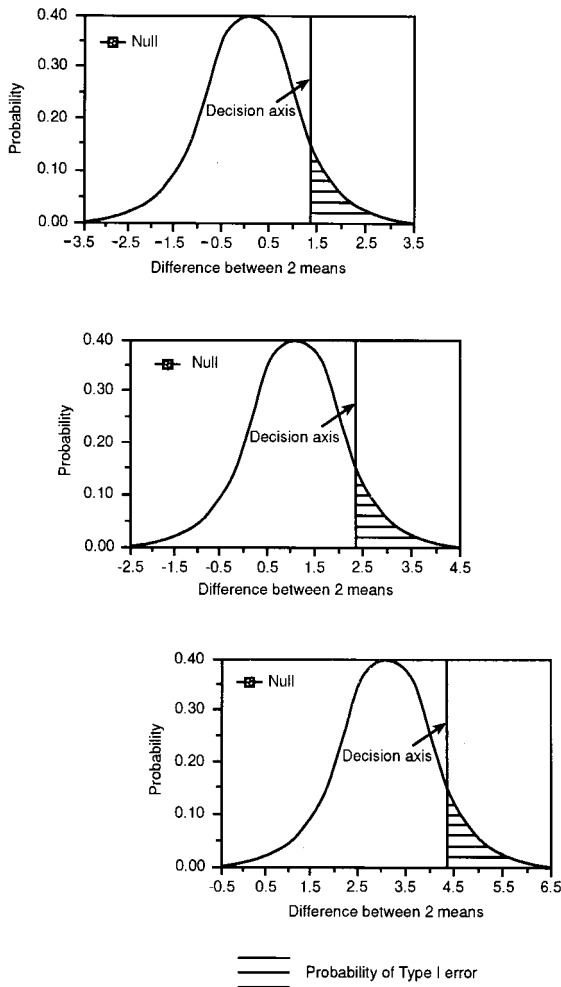 0.40
Null
0.30
Probability
Decision axis
0.20
0.10
0.00
−3.5 −2.5 −1.5 −0.5 0.5 1.5 2.5 3.5
Difference between 2 means
0.40
Null
0.30
Probability
Decision axis
0.20
0.10
0.00
-2.5 -1.5 -0.5 0.5 1.5 2.5 3.5 4.5
Difference between 2 means
0.40
Null
0.30
Probability
Decision axis
0.20
0.10
0.00
-0.5 0.5 1.5 2.5 3.5 4.5 5.5 6.5
Difference between 2 means
Probability of Type I error